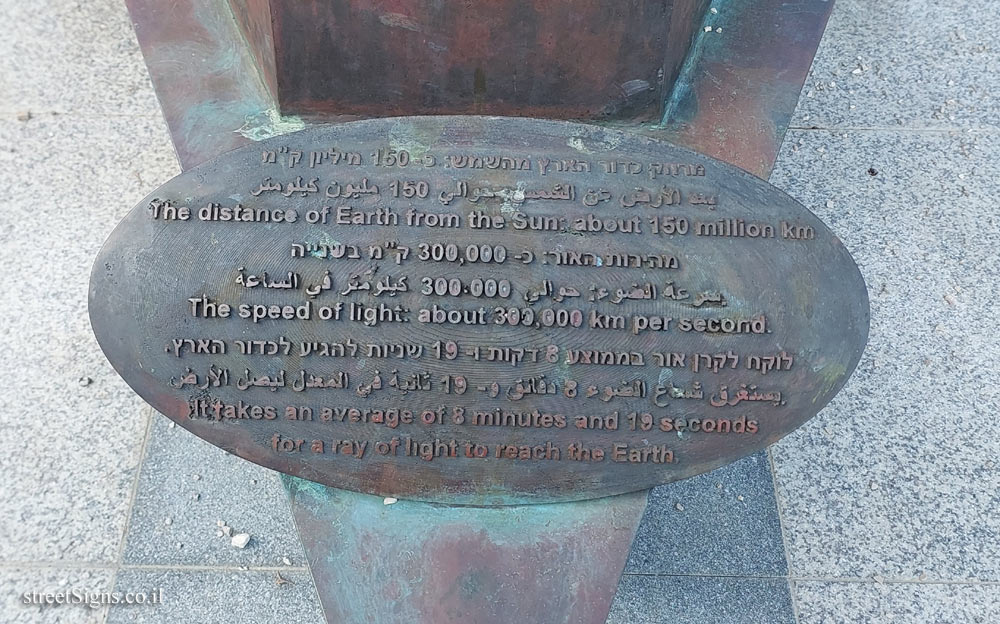 מרחק כדור הארץ מהשמש: כ- 150 מיליון ק"מ
بعد الأرض عن الشمس: حوالي 150 مليون كيلومتر
The distance of Earth from the Sun: about 150 million km
מהירות האור: כ- 300,000 ק"מ בשנייה
سرعة الضوء: حوالي 300.000 كيلومتر في الساعة
The speed of light: about 300,000 km per second.
לוקח לקרן אור בממוצע 8 דקות ו- 19 שניות להגיע לכדור הארץ.
يستغرق شعاع الضوء 8 دقائق و- 19 ثانية في المعدل ليصل الأرض.
It takes an average of 8 minutes and 19 seconds
for a ray of light to reach the Earth.
streetSigns.co.il